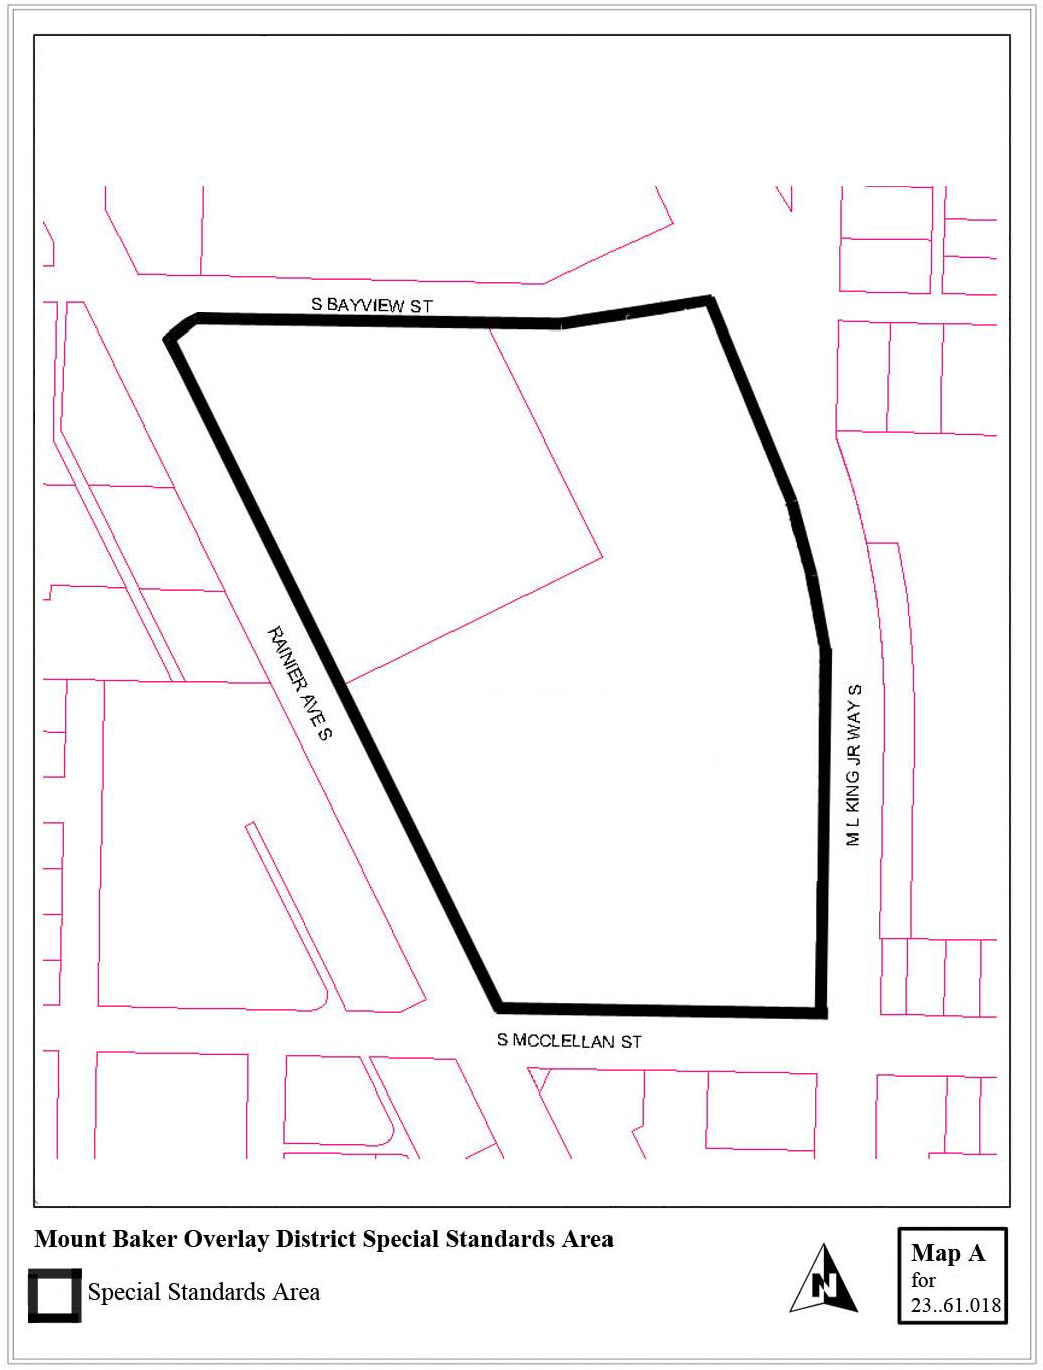 S BAYVIEW ST
RAINIER AVE S
M L KING JR WAY S
S MCCLELLAN ST
Mount Baker Overlay District Special Standards Area
Special Standards Area
N
Map A
for
23..61.018